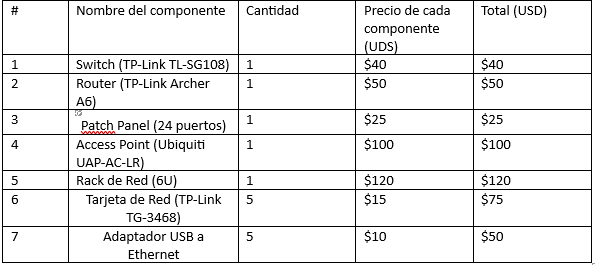 # Nombre del componente Cantidad Precio de cada Total (USD)
componente
(UDS)
1 Switch (TP-Link TL-SG108) 1 $40 $40
2 Router (TP-Link Archer 1 $50 $50
A6)
3 Patch Panel (24 puertos) 1 $25 $25
4 Access Point (Ubiquiti 1 $100 $100
UAP-AC-LR)
5 Rack de Red (6U) 1 $120 $120
6 Tarjeta de Red (TP-Link 5 $15 $75
TG-3468)
7 Adaptador USB a 5 $10 $50
Ethernet